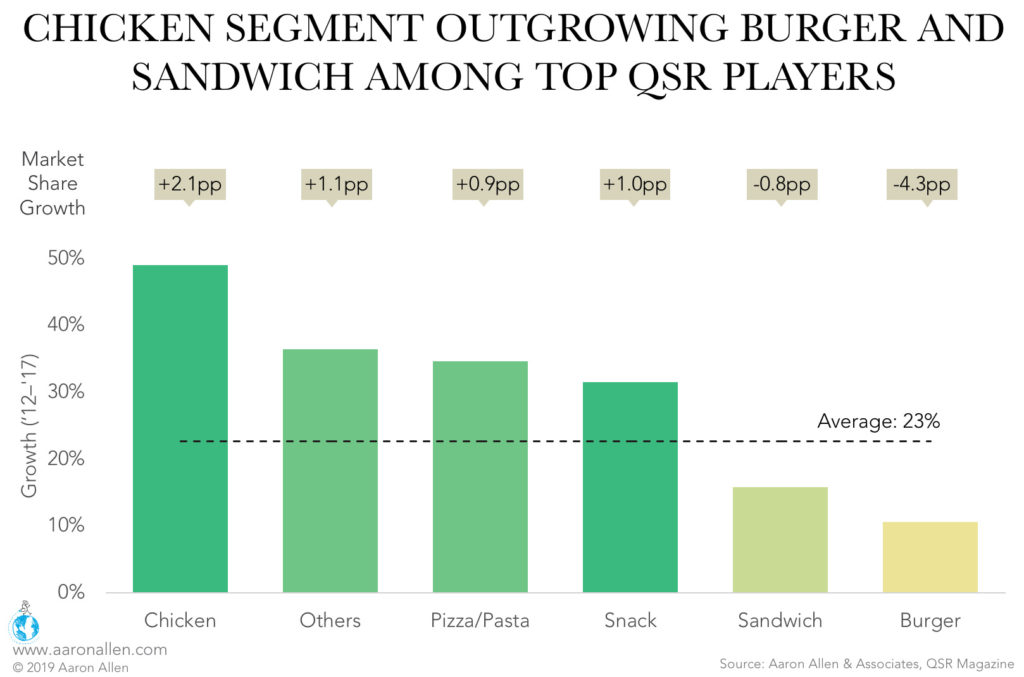 CHICKEN SEGMENT OUTGROWING BURGER AND
SANDWICH AMONG TOP QSR PLAYERS
Market
Share
Growth
+2.1pp
+1.1pp
+0.9pp
+1.0pp
-0.8pp
-4.3pp
Growth ('12–'17)
50%
40%
30%
20%
10%
0%
Average: 23%
Chicken
Others
Pizza/Pasta
Snack
Sandwich
Burger
www.aaronallen.com
© 2019 Aaron Allen
Source: Aaron Allen & Associates, QSR Magazine